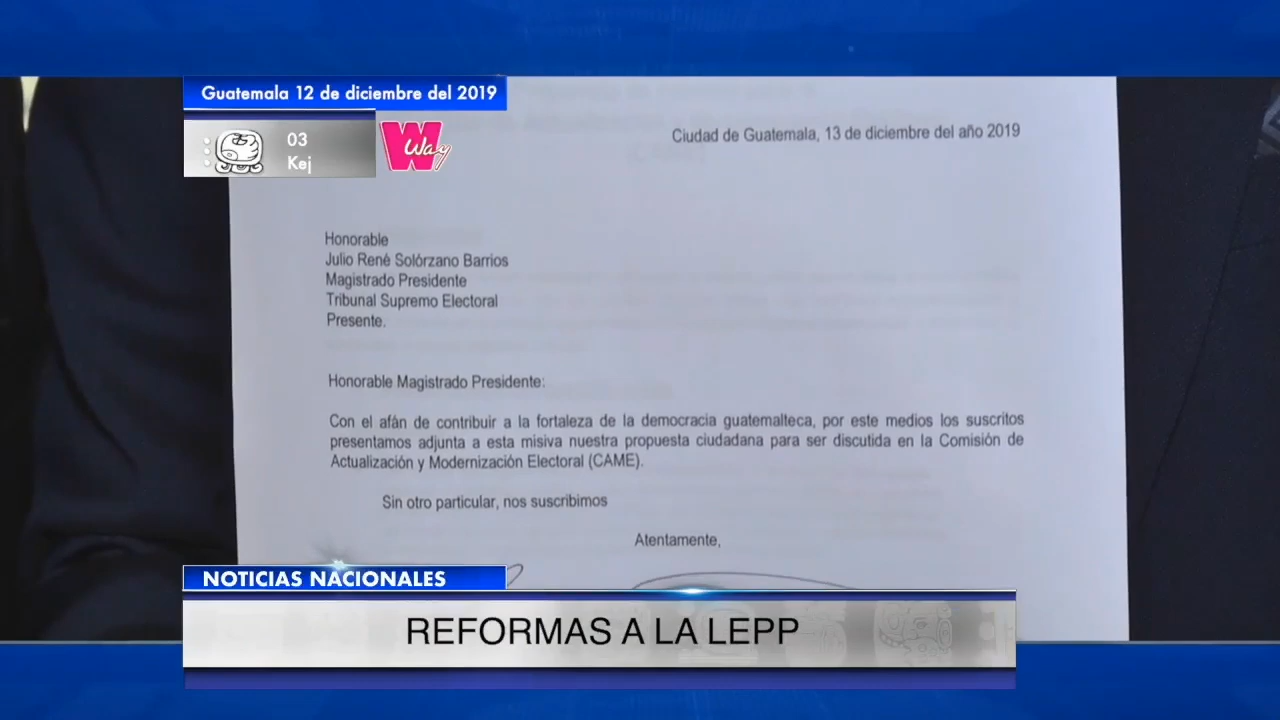 Guatemala 12 de diciembre del 2019
03
Kej
W Way
Ciudad de Guatemala, 13 de diciembre del año 2019
Honorable
Julio René Solórzano Barrios
Magistrado Presidente
Tribunal Supremo Electoral
Presente.
Honorable Magistrado Presidente:
Con el afán de contribuir a la fortaleza de la democracia guatemalteca, por este medios los suscritos
presentamos adjunta a esta misiva nuestra propuesta ciudadana para ser discutida en la Comisión de
Actualización y Modernización Electoral (CAME).
Sin otro particular, nos suscribimos
Atentamente,
NOTICIAS NACIONALES
REFORMAS A LA LEPP